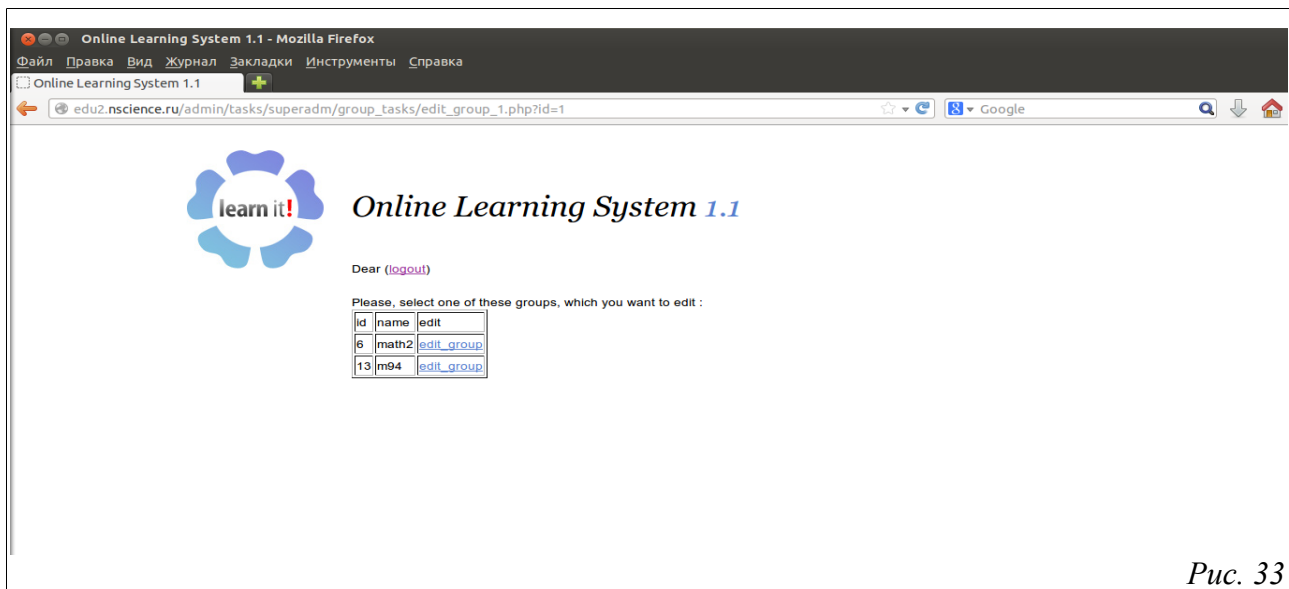 Online Learning System 1.1 - Mozilla Firefox
Файл Правка Вид Журнал Закладки Инструменты Справка
Online Learning System 1.1
edu2.nscience.ru/admin/tasks/superadm/group_tasks/edit_group_1.php?id=1
8 Google
learn it!
Online Learning System 1.1
Dear (logout)
Please, select one of these groups, which you want to edit :
id name edit
6 math2 edit_group
13 m94 edit_group
Рис. 33